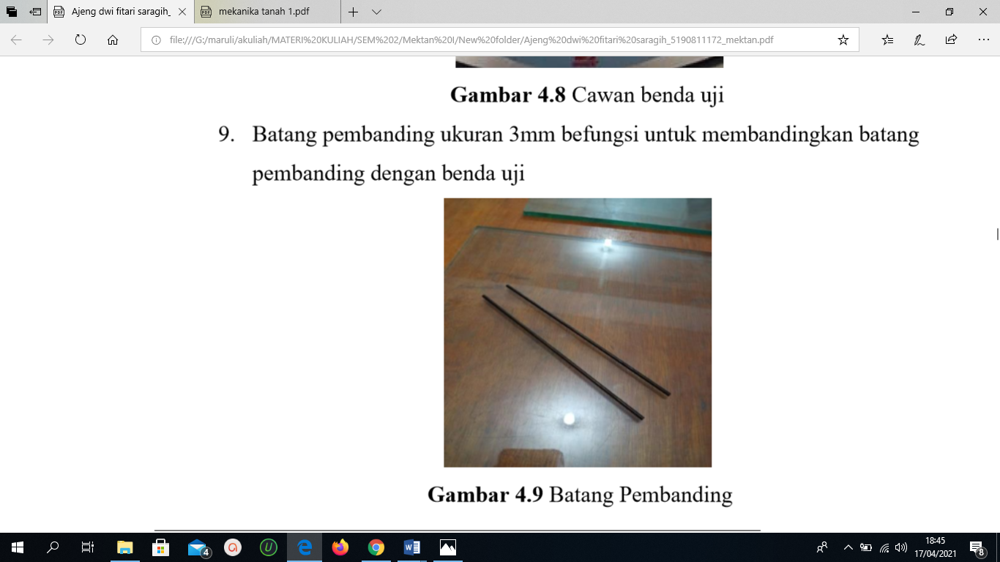 Ajeng dwi fitari saragih_
mekanika tanah 1.pdf
file:///G:/maruli/akuliah/MATERI%20KULIAH/SEM%202/Mektan%20I/New%20folder/Ajeng%20dwi%20fitari%20saragih_5190811172_mektan.pdf
Gambar 4.8 Cawan benda uji
9. Batang pembanding ukuran 3mm befungsi untuk membandingkan batang
pembanding dengan benda uji
Gambar 4.9 Batang Pembanding
4
18:45
17/04/2021
8